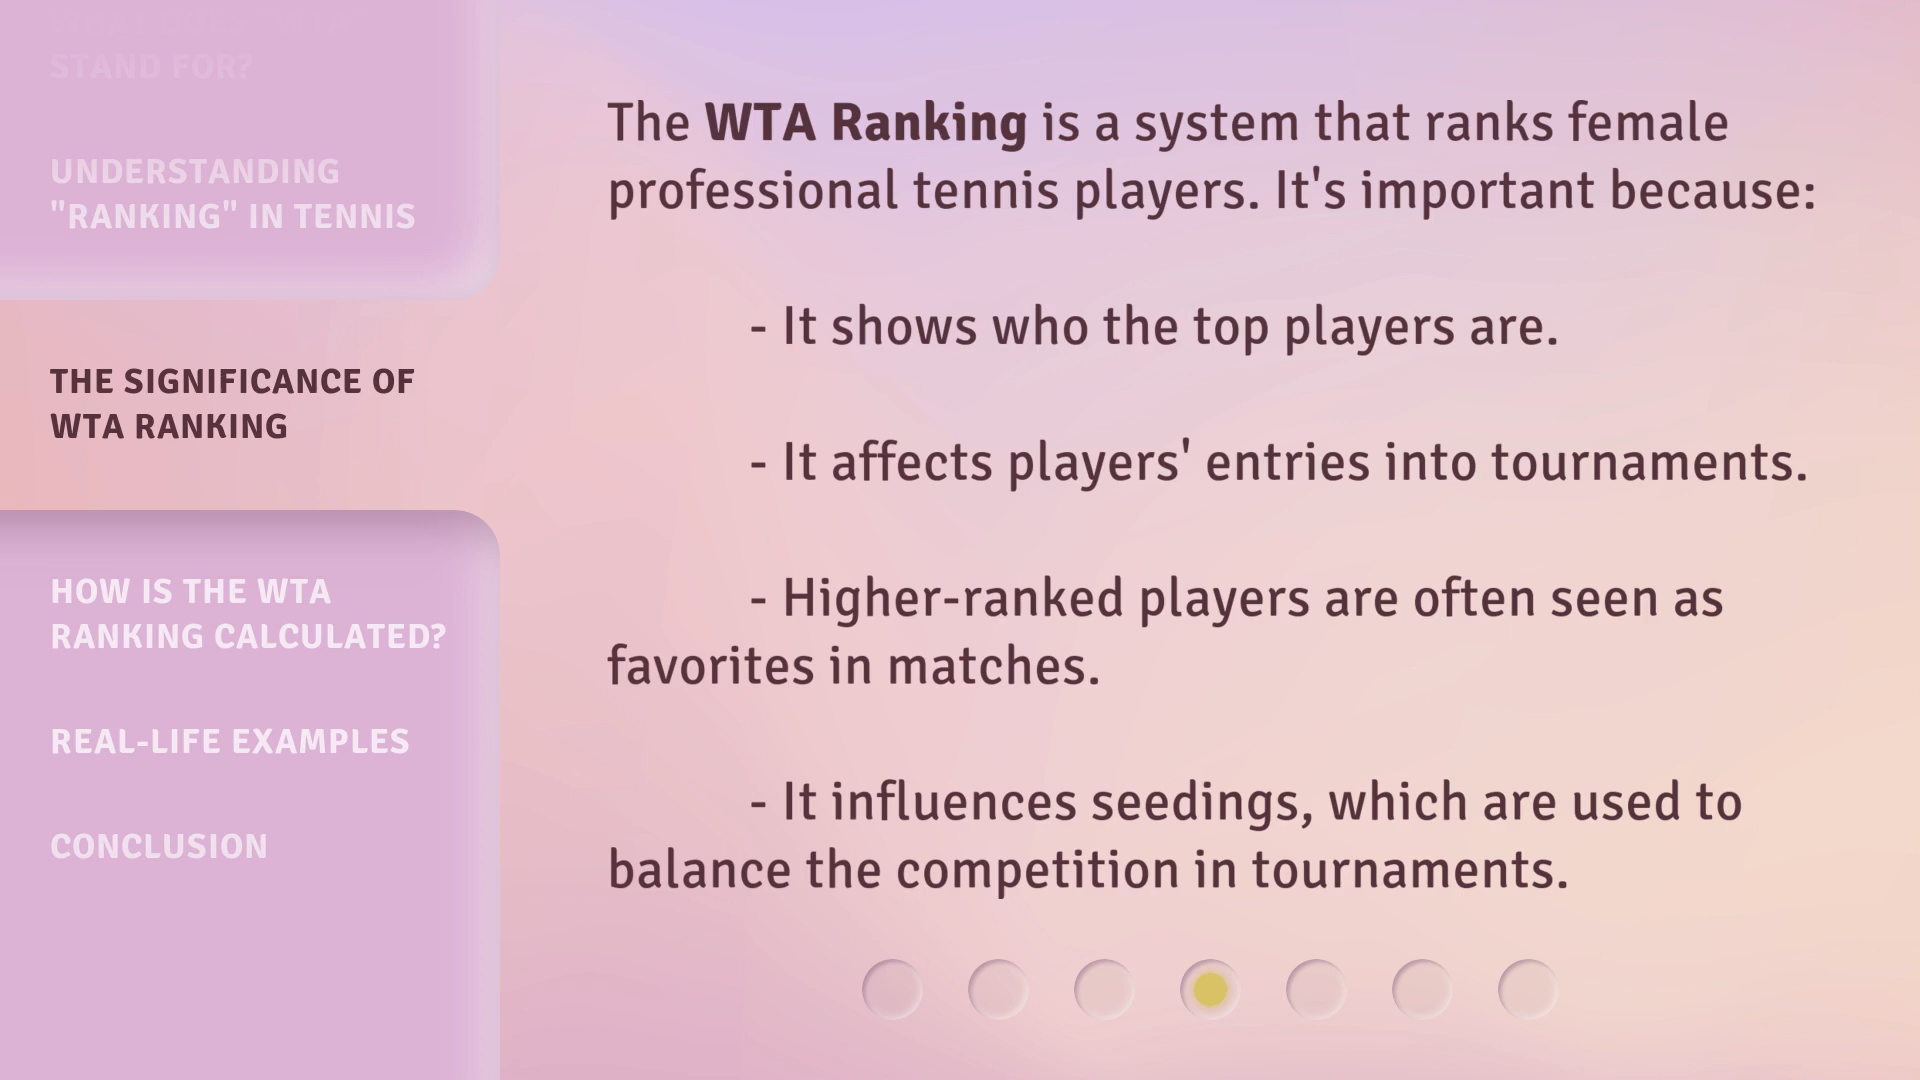 STAND FOR?
UNDERSTANDING
"RANKING" IN TENNIS
THE SIGNIFICANCE OF
WTA RANKING
HOW IS THE WTA
RANKING CALCULATED?
REAL-LIFE EXAMPLES
CONCLUSION
The WTA Ranking is a system that ranks female
professional tennis players. It's important because:
- It shows who the top players are.
- It affects players' entries into tournaments.
- Higher-ranked players are often seen as
favorites in matches.
- It influences seedings, which are used to
balance the competition in tournaments.